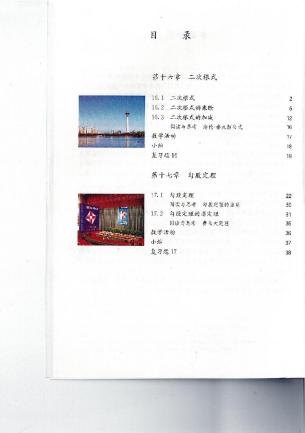 目 录
第十六章 二次根式
16.1 二次根式 2
16.2 二次根式的乘除 6
16.3 二次根式的加减 12
阅读与思考 海伦-秦九韶公式 16
数学活动 17
小结 18
复习题16 19
第十七章 勾股定理
17.1 勾股定理 22
阅读与思考 勾股定理的证明 30
17.2 勾股定理的逆定理 31
阅读与思考 费马大定理 35
数学活动 36
小结 37
复习题17 38